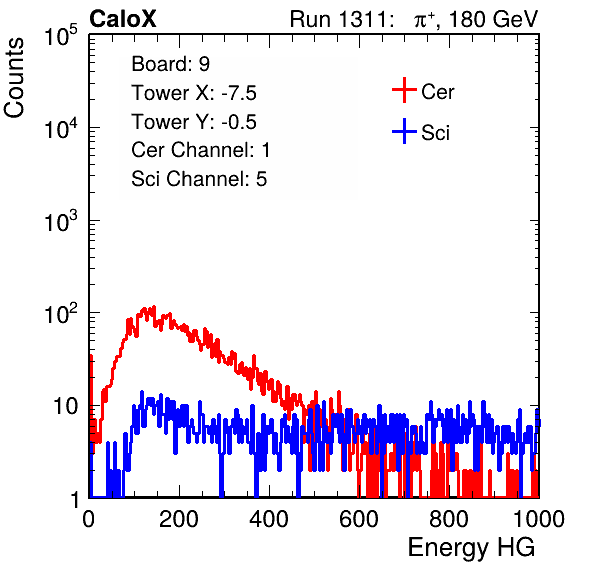 CaloX Run 1311: π⁺, 180 GeV
Counts
Board: 9
Tower X: -7.5
Tower Y: -0.5
Cer Channel: 1
Sci Channel: 5
Cer
Sci
10⁵
10⁴
10³
10²
10
1
0 200 400 600 800 1000
Energy HG